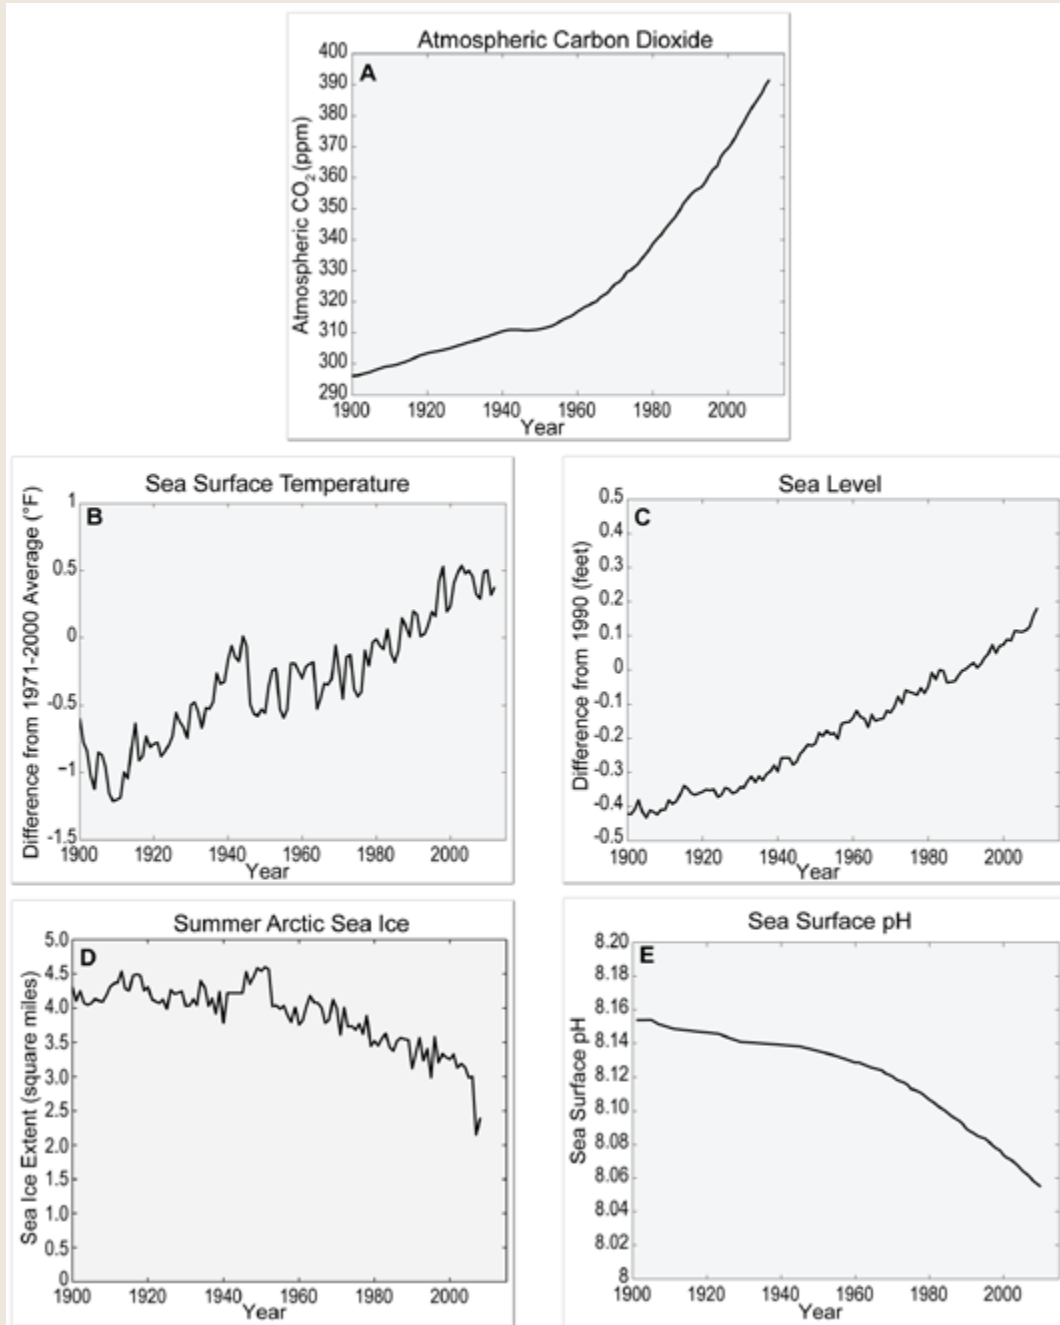 Atmospheric Carbon Dioxide
A
Atmospheric CO₂ (ppm)
400
390
380
370
360
350
340
330
320
310
300
290
1900 1920 1940 1960 1980 2000
Year
Sea Surface Temperature
B
Difference from 1971-2000 Average (°F)
1
0.5
0
-0.5
−1
-1.5
1900 1920 1940 1960 1980 2000
Year
Sea Level
C
Difference from 1990 (feet)
0.5
0.4
0.3
0.2
0.1
0
-0.1
-0.2
-0.3
-0.4
-0.5
1900 1920 1940 1960 1980 2000
Year
Summer Arctic Sea Ice
D
Sea Ice Extent (square miles)
5.0
4.5
4.0
3.5
3.0
2.5
2.0
1.5
1.0
0.5
0
1900 1920 1940 1960 1980 2000
Year
Sea Surface pH
E
Sea Surface pH
8.20
8.18
8.16
8.14
8.12
8.10
8.08
8.06
8.04
8.02
8
1900 1920 1940 1960 1980 2000
Year